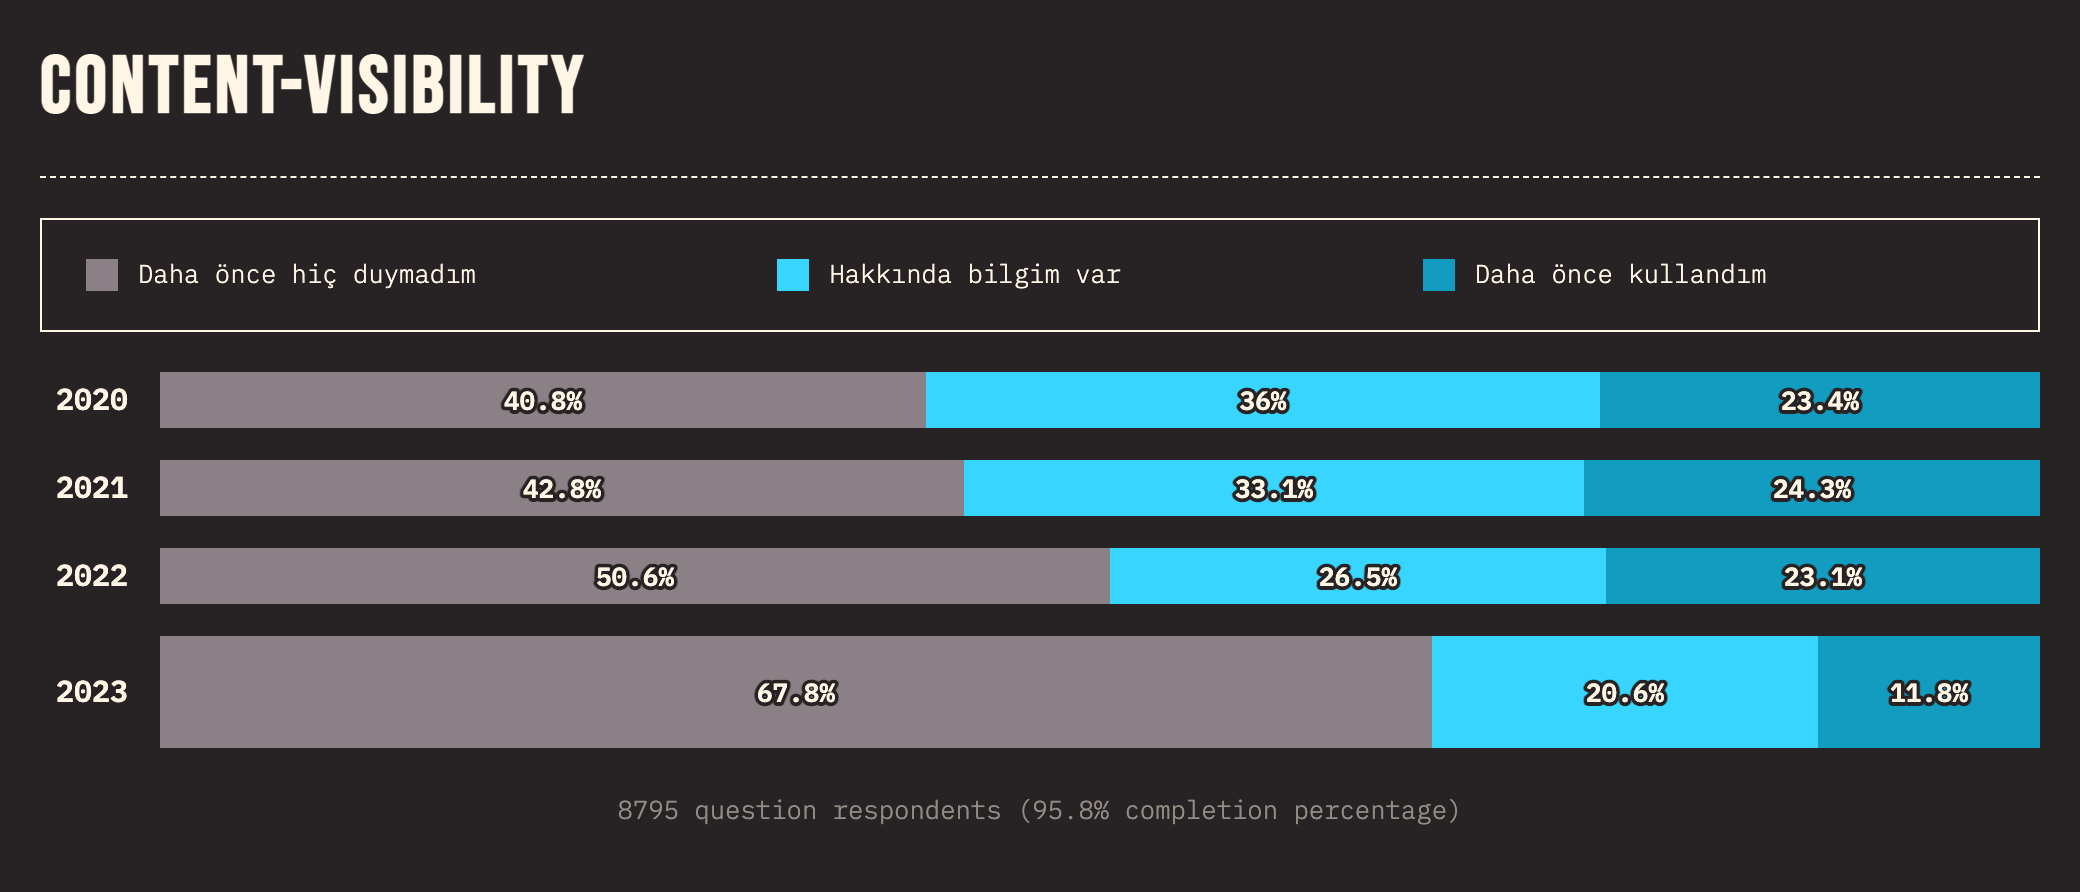 CONTENT-VISIBILITY
Daha önce hiç duymadım Hakkında bilgim var Daha önce kullandım
2020 40.8% 36% 23.4%
2021 42.8% 33.1% 24.3%
2022 50.6% 26.5% 23.1%
2023 67.8% 20.6% 11.8%
8795 question respondents (95.8% completion percentage)